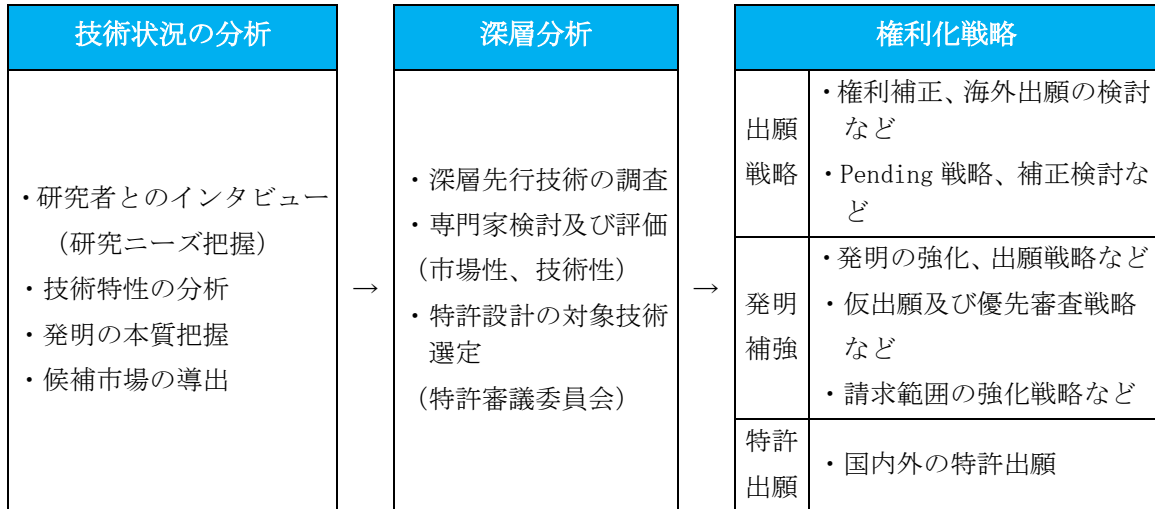 技術状況の分析
・研究者とのインタビュー
（研究ニーズ把握）
・技術特性の分析
・発明の本質把握
・候補市場の導出
→
深層分析
・深層先行技術の調査
・専門家検討及び評価
（市場性、技術性）
・特許設計の対象技術
選定
（特許審議委員会）
→
権利化戦略
出願
戦略
・権利補正、海外出願の検討
など
・Pending 戦略、補正検討な
ど
発明
補強
・発明の強化、出願戦略など
・仮出願及び優先審査戦略
など
・請求範囲の強化戦略など
特許
出願
・国内外の特許出願